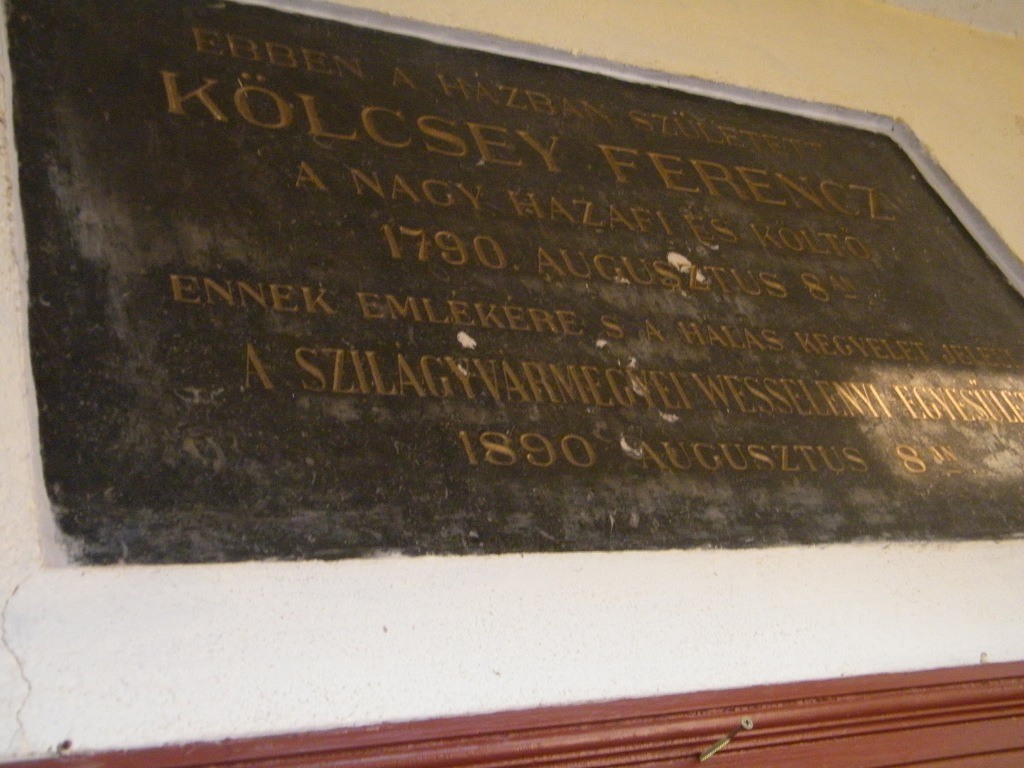 EBBEN A HÁZBAN SZÜLETETT
KÖLCSEY FERENCZ
A NAGY HAZAFI ÉS KÖLTŐ
1790. AUGUSZTUS 8ÁN
ENNEK EMLÉKÉRE S A HÁLÁS KEGYELET JELEÜL
A SZILÁGYVÁRMEGYEI WESSELÉNYI EGYESÜLET
1890 AUGUSZTUS 8ÁN